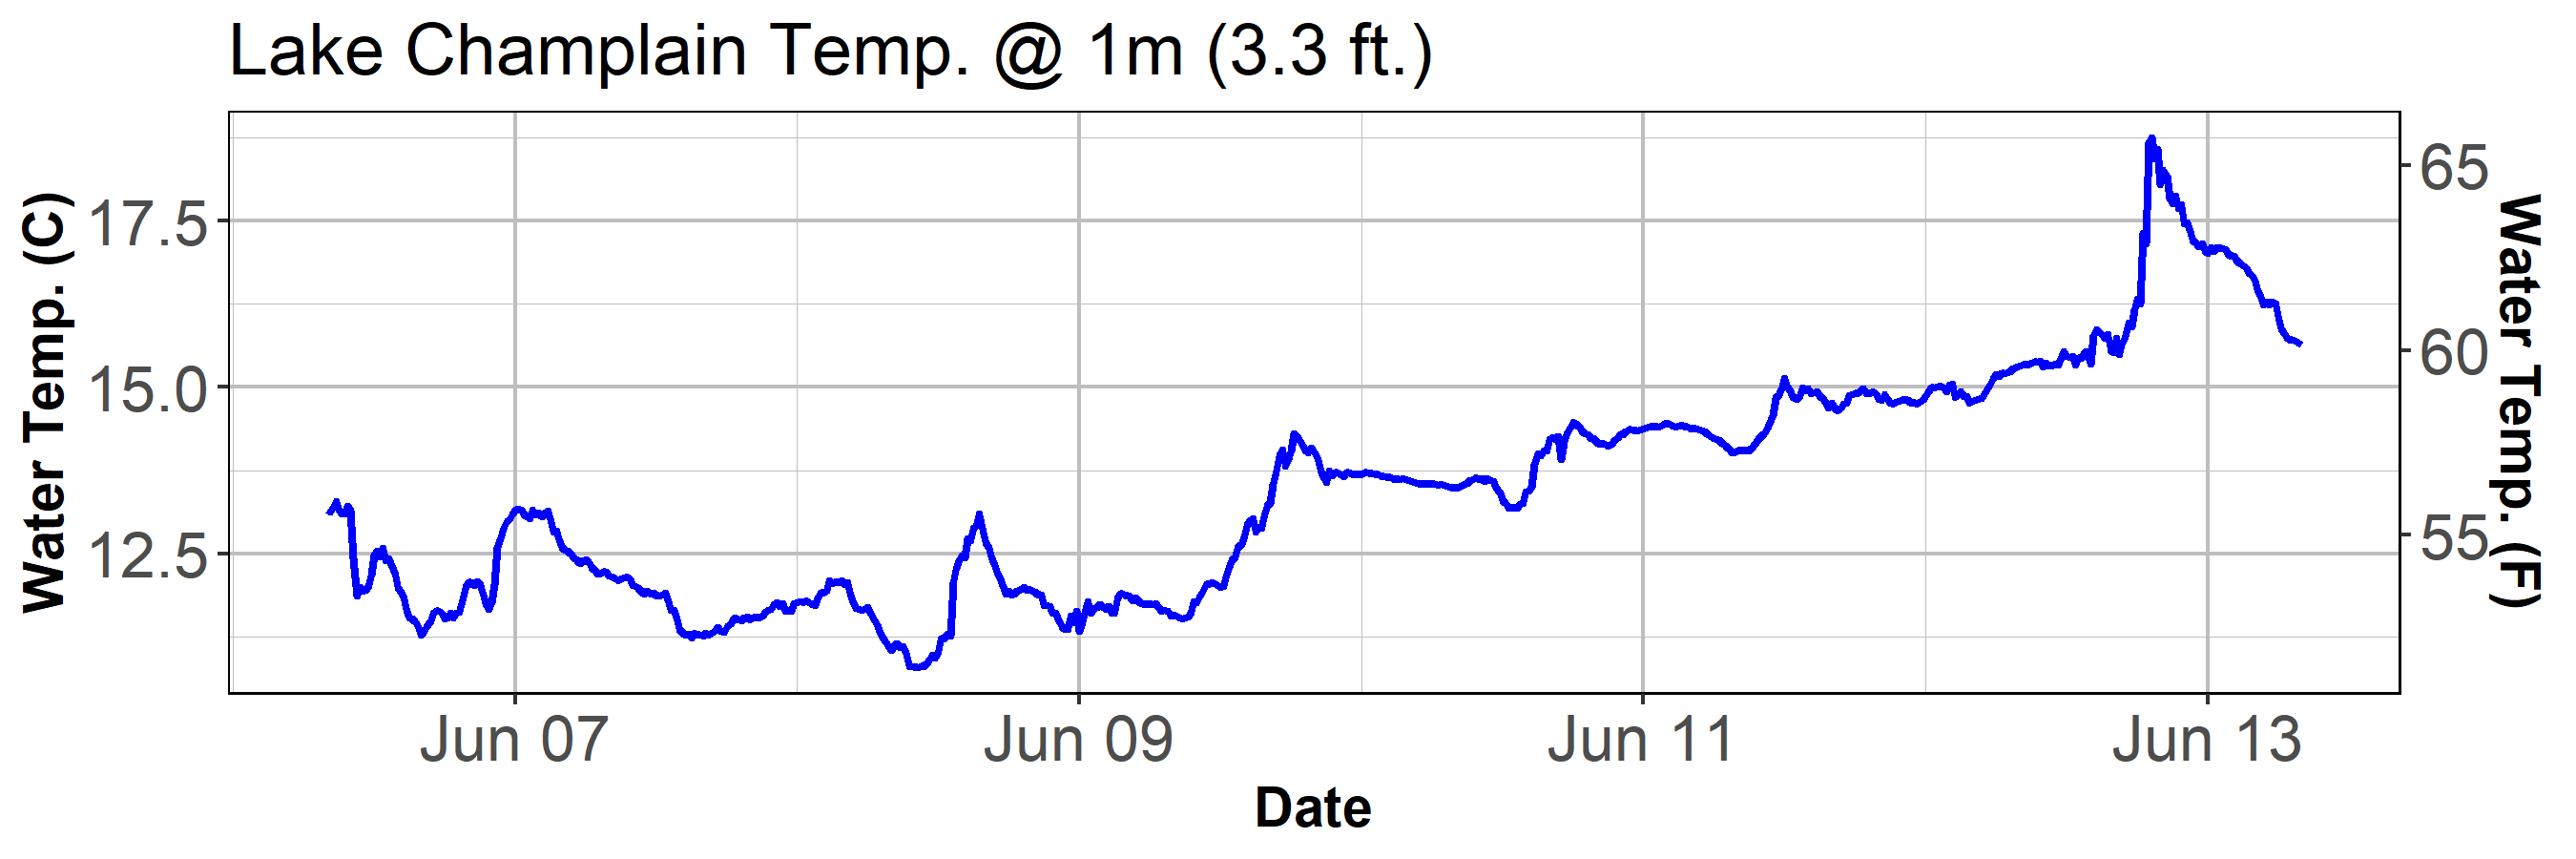 Lake Champlain Temp. @ 1m (3.3 ft.)
Water Temp. (C)
17.5
15.0
12.5
65
60
55
Water Temp. (F)
Jun 07
Jun 09
Jun 11
Jun 13
Date